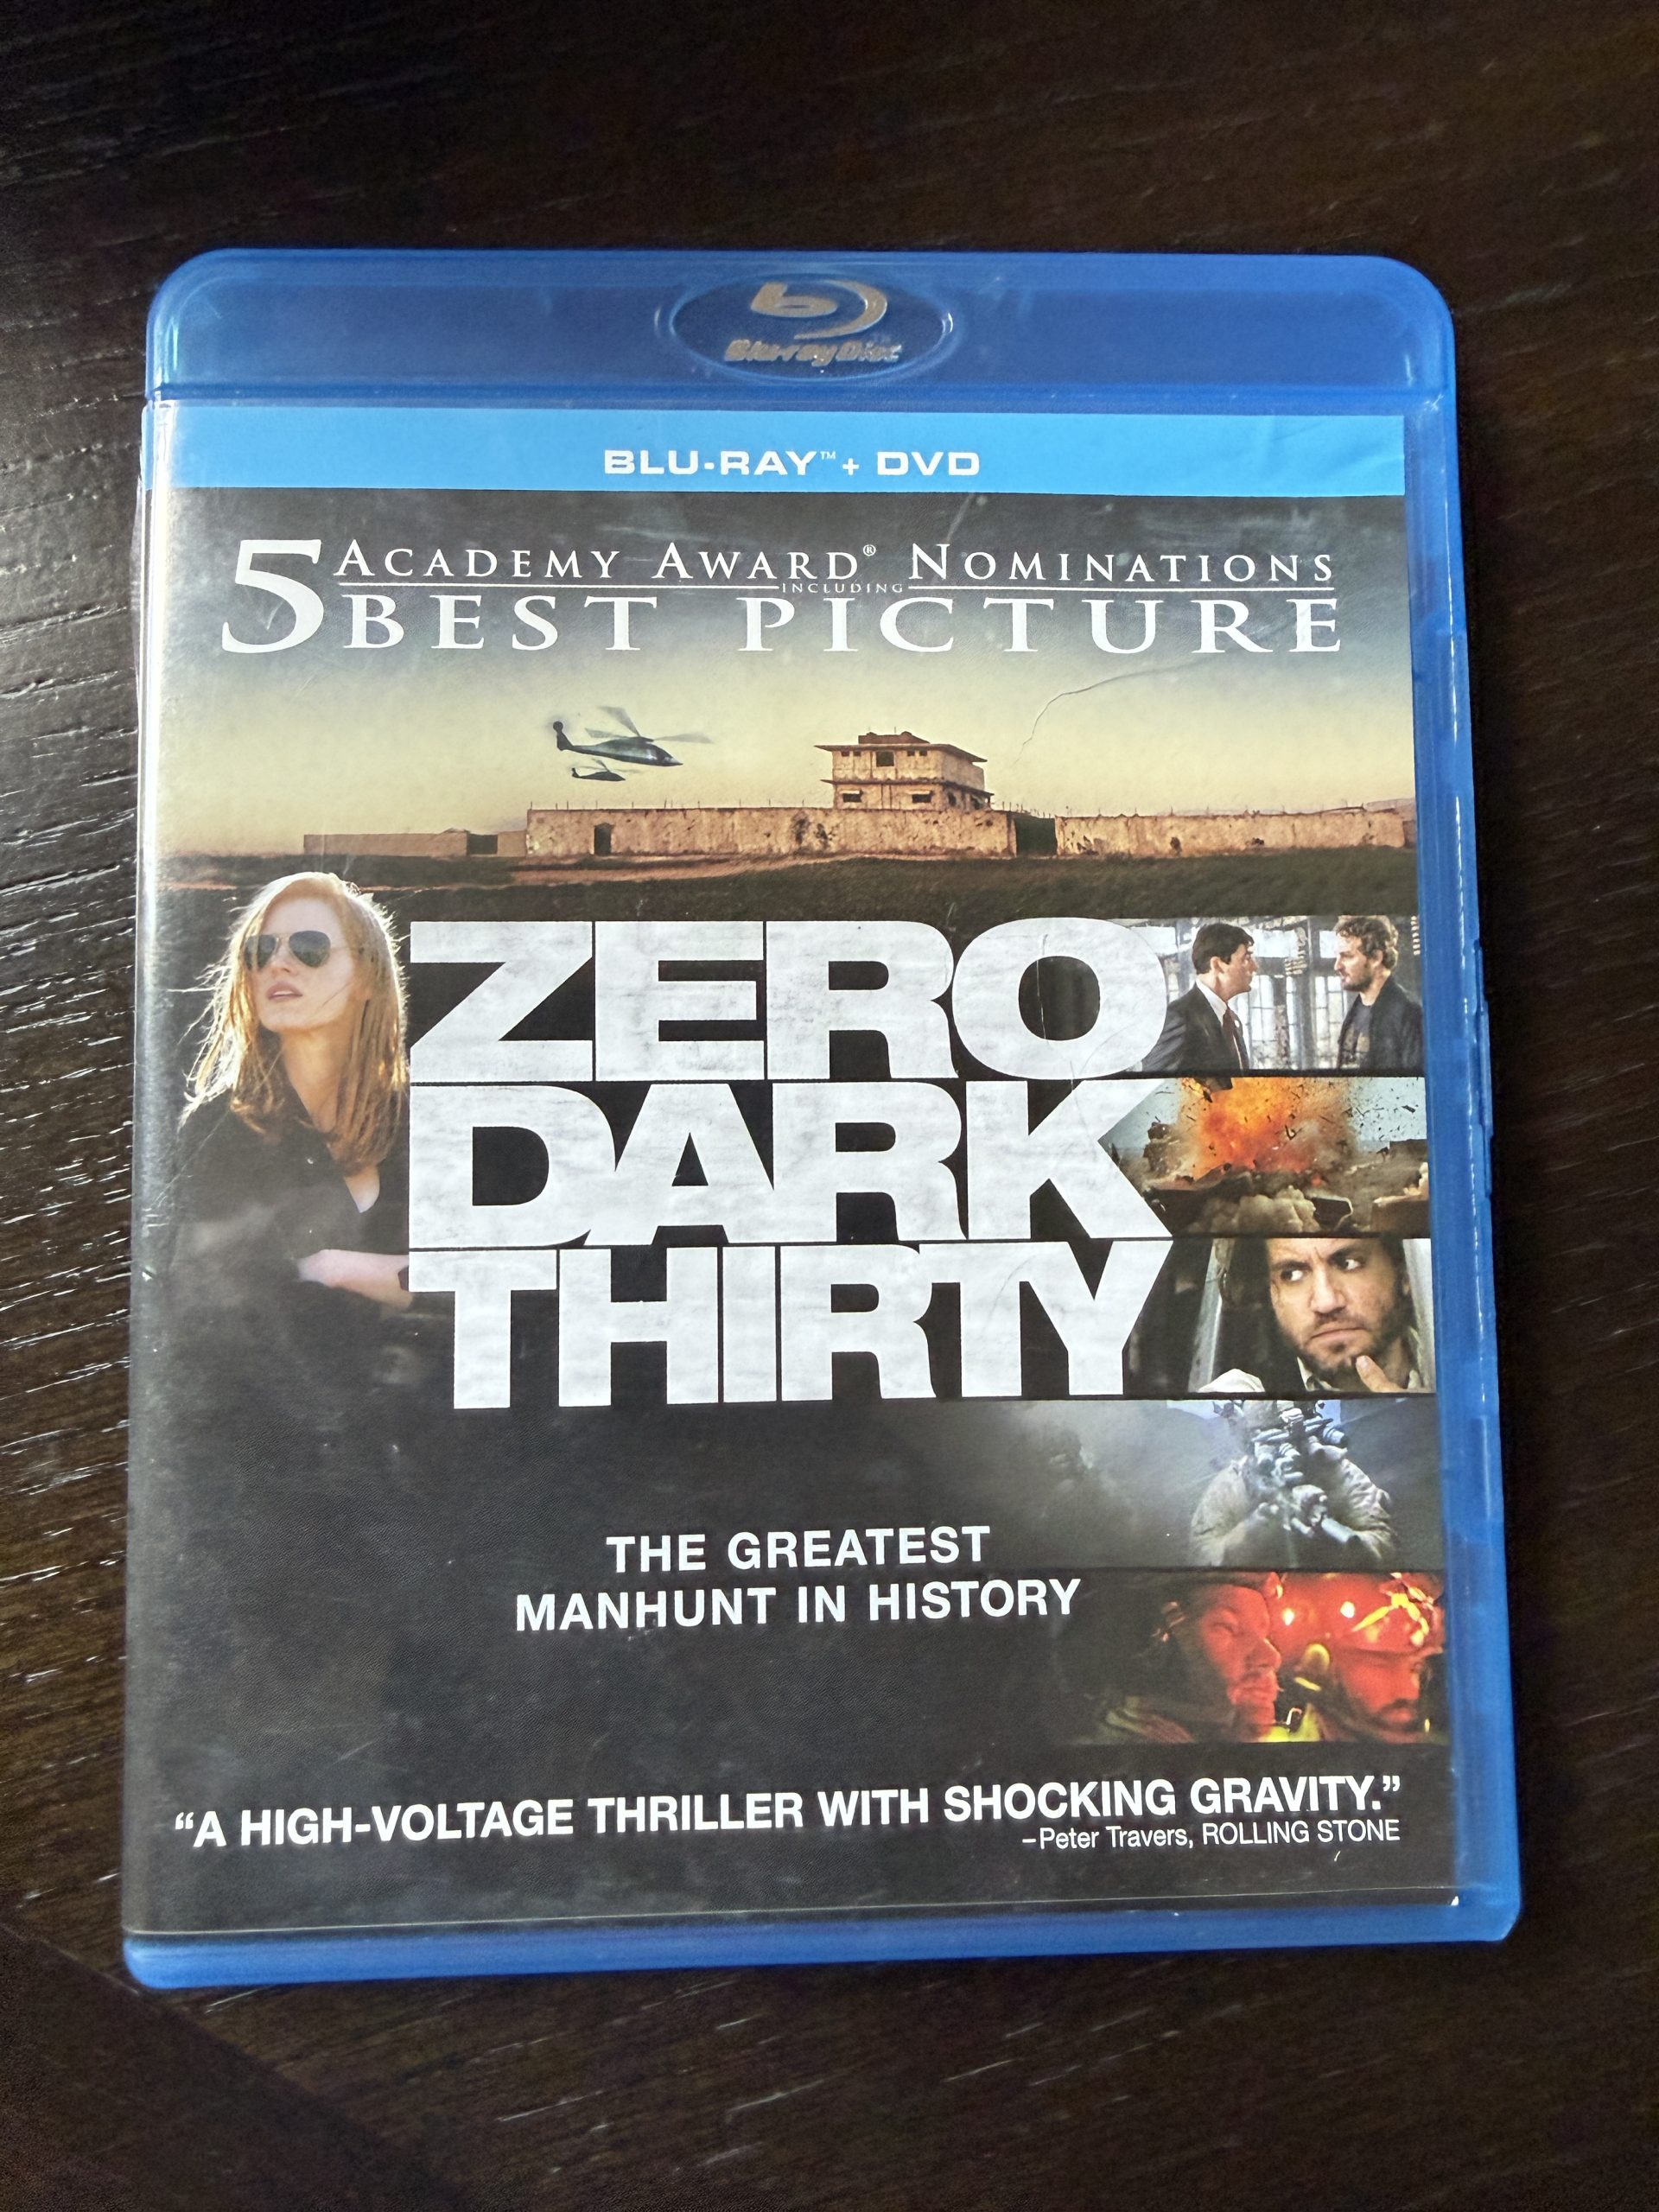 Blu-ray Disc
BLU-RAY™ + DVD
5 ACADEMY AWARD® NOMINATIONS
INCLUDING
BEST PICTURE
ZERO
DARK
THIRTY
THE GREATEST
MANHUNT IN HISTORY
“A HIGH-VOLTAGE THRILLER WITH SHOCKING GRAVITY.”
–Peter Travers, ROLLING STONE